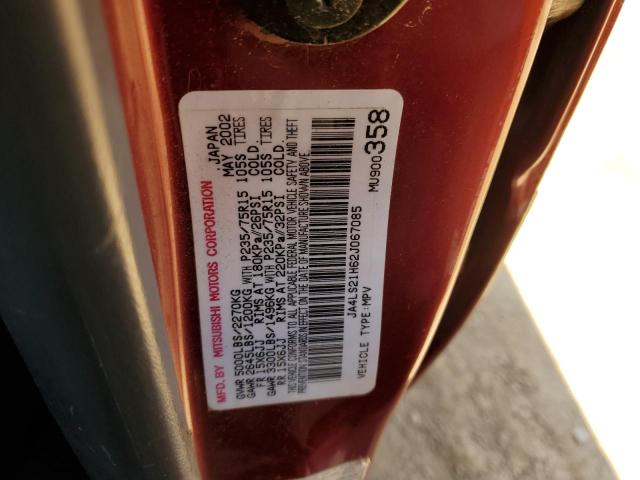 MFD. BY MITSUBISHI MOTORS CORPORATION JAPAN
MAY 2002
GVWR 5000LBS/2270KG
GAWR 2645LBS/1200KG WITH P235/75R15 105S TIRES
FR 15X6JJ RIMS AT 180KPa/26PSI COLD.
GAWR 3300LBS/1496KG WITH P235/75R15 105S TIRES
RR 15X6JJ RIMS AT 220KPa/32PSI COLD.
THIS VEHICLE CONFORMS TO ALL APPLICABLE FEDERAL MOTOR VEHICLE SAFETY AND THEFT
PREVENTION STANDARDS IN EFFECT ON THE DATE OF MANUFACTURE SHOWN ABOVE.
JA4LS21H62J067085
VEHICLE TYPE:MPV MU900358